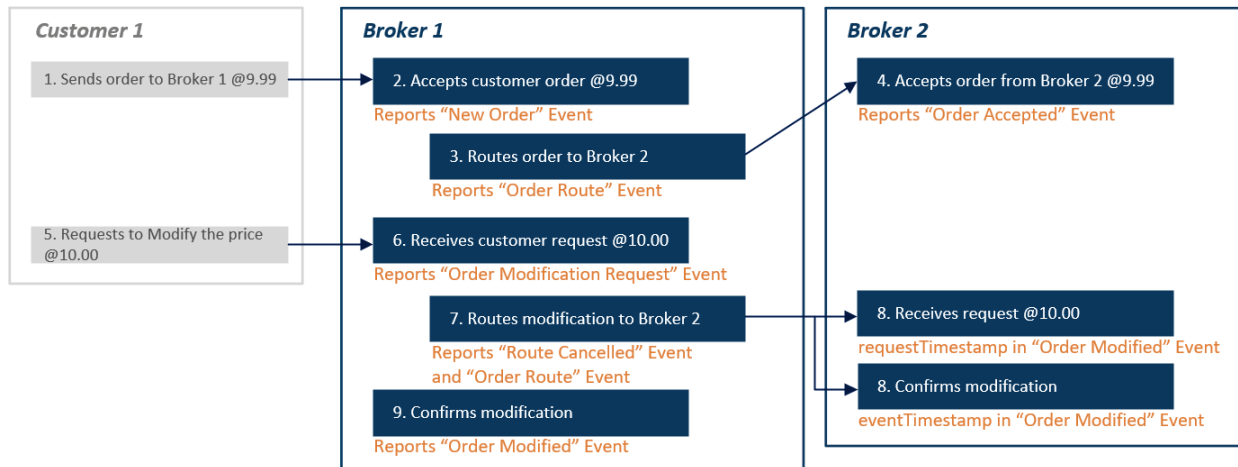 Customer 1
1. Sends order to Broker 1 @9.99
5. Requests to Modify the price
@10.00
Broker 1
2. Accepts customer order @9.99
Reports “New Order” Event
3. Routes order to Broker 2
Reports “Order Route” Event
6. Receives customer request @10.00
Reports “Order Modification Request” Event
7. Routes modification to Broker 2
Reports “Route Cancelled” Event
and “Order Route” Event
9. Confirms modification
Reports “Order Modified” Event
Broker 2
4. Accepts order from Broker 2 @9.99
Reports “Order Accepted” Event
8. Receives request @10.00
requestTimestamp in “Order Modified” Event
8. Confirms modification
eventTimestamp in “Order Modified” Event